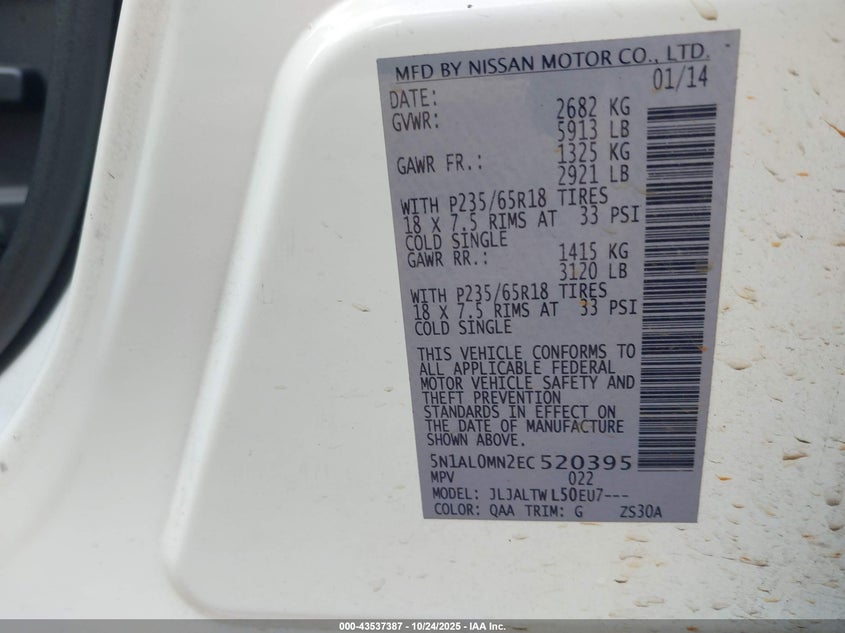 MFD BY NISSAN MOTOR CO., LTD.
DATE: 01/14
GVWR: 2682 KG
5913 LB
GAWR FR.: 1325 KG
2921 LB
WITH P235/65R18 TIRES
18 X 7.5 RIMS AT 33 PSI
COLD SINGLE
GAWR RR.: 1415 KG
3120 LB
WITH P235/65R18 TIRES
18 X 7.5 RIMS AT 33 PSI
COLD SINGLE
THIS VEHICLE CONFORMS TO
ALL APPLICABLE FEDERAL
MOTOR VEHICLE SAFETY AND
THEFT PREVENTION
STANDARDS IN EFFECT ON
THE DATE OF MANUFACTURE
SHOWN ABOVE.
5N1AL0MN2EC520395
MPV 022
MODEL: JLJALTWL50EU7---
COLOR: QAA TRIM: G ZS30A
000-43537387 - 10/24/2025 - IAA Inc.